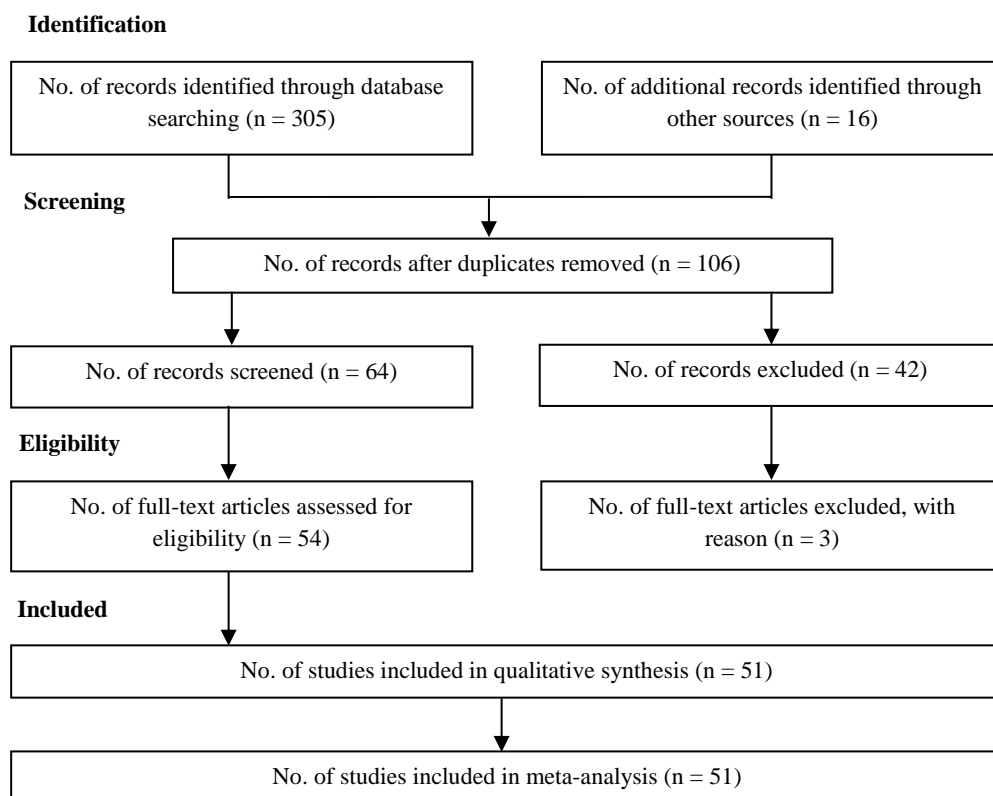 Identification
No. of records identified through database
searching (n = 305)
No. of additional records identified through
other sources (n = 16)
Screening
No. of records after duplicates removed (n = 106)
No. of records screened (n = 64)
No. of records excluded (n = 42)
Eligibility
No. of full-text articles assessed for
eligibility (n = 54)
No. of full-text articles excluded, with
reason (n = 3)
Included
No. of studies included in qualitative synthesis (n = 51)
No. of studies included in meta-analysis (n = 51)